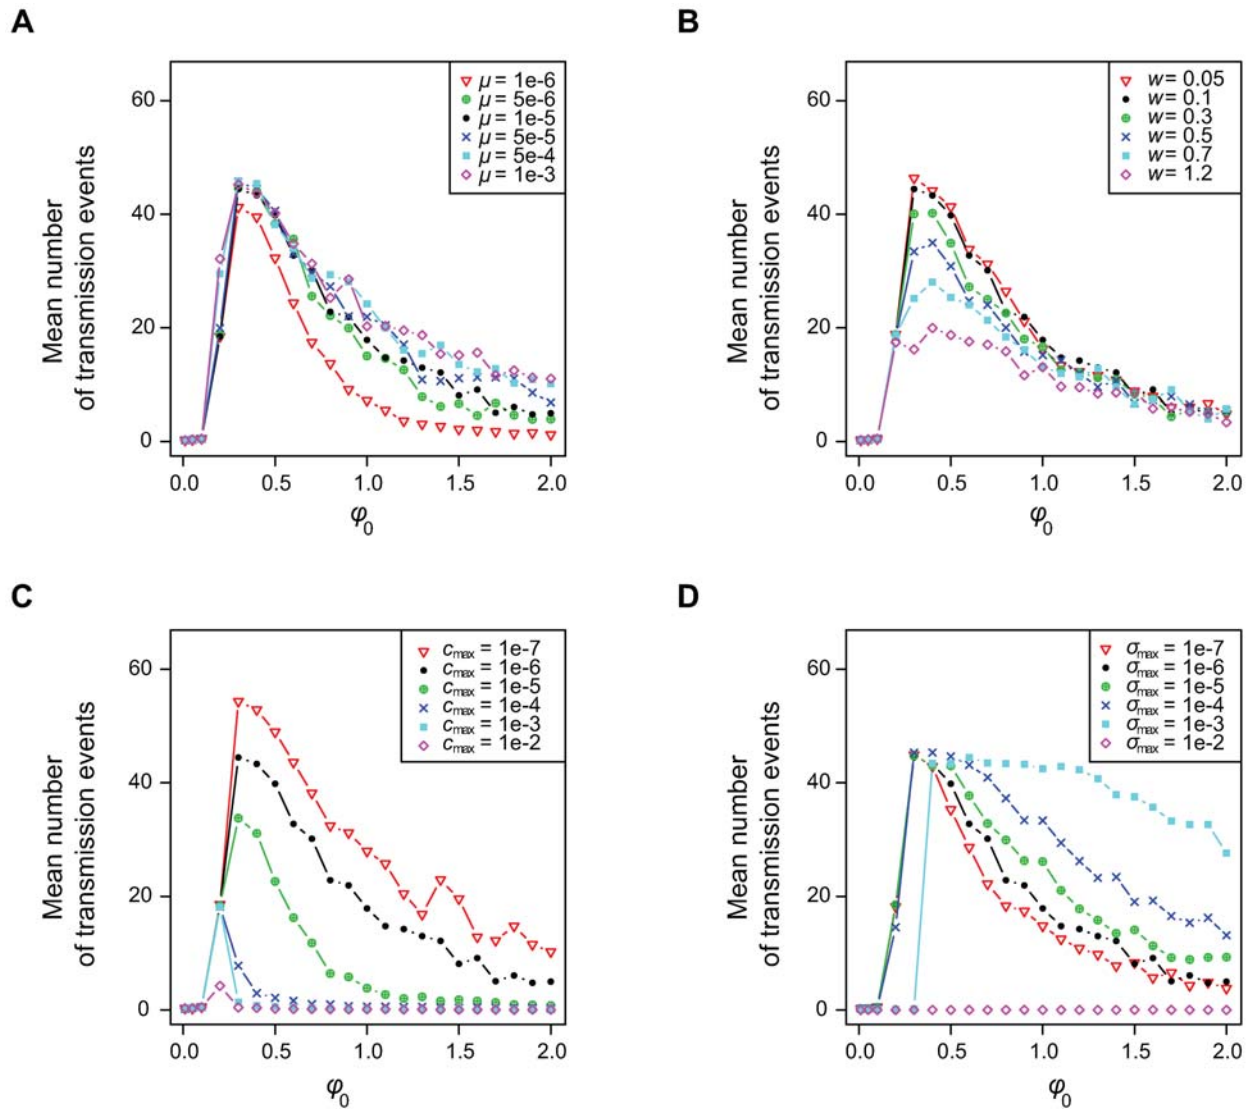 A
Mean number
of transmission events
60
40
20
0
μ = 1e-6
μ = 5e-6
μ = 1e-5
μ = 5e-5
μ = 5e-4
μ = 1e-3
0.0 0.5 1.0 1.5 2.0
φ0
B
Mean number
of transmission events
60
40
20
0
w = 0.05
w = 0.1
w = 0.3
w = 0.5
w = 0.7
w = 1.2
0.0 0.5 1.0 1.5 2.0
φ0
C
Mean number
of transmission events
60
40
20
0
cmax = 1e-7
cmax = 1e-6
cmax = 1e-5
cmax = 1e-4
cmax = 1e-3
cmax = 1e-2
0.0 0.5 1.0 1.5 2.0
φ0
D
Mean number
of transmission events
60
40
20
0
σmax = 1e-7
σmax = 1e-6
σmax = 1e-5
σmax = 1e-4
σmax = 1e-3
σmax = 1e-2
0.0 0.5 1.0 1.5 2.0
φ0